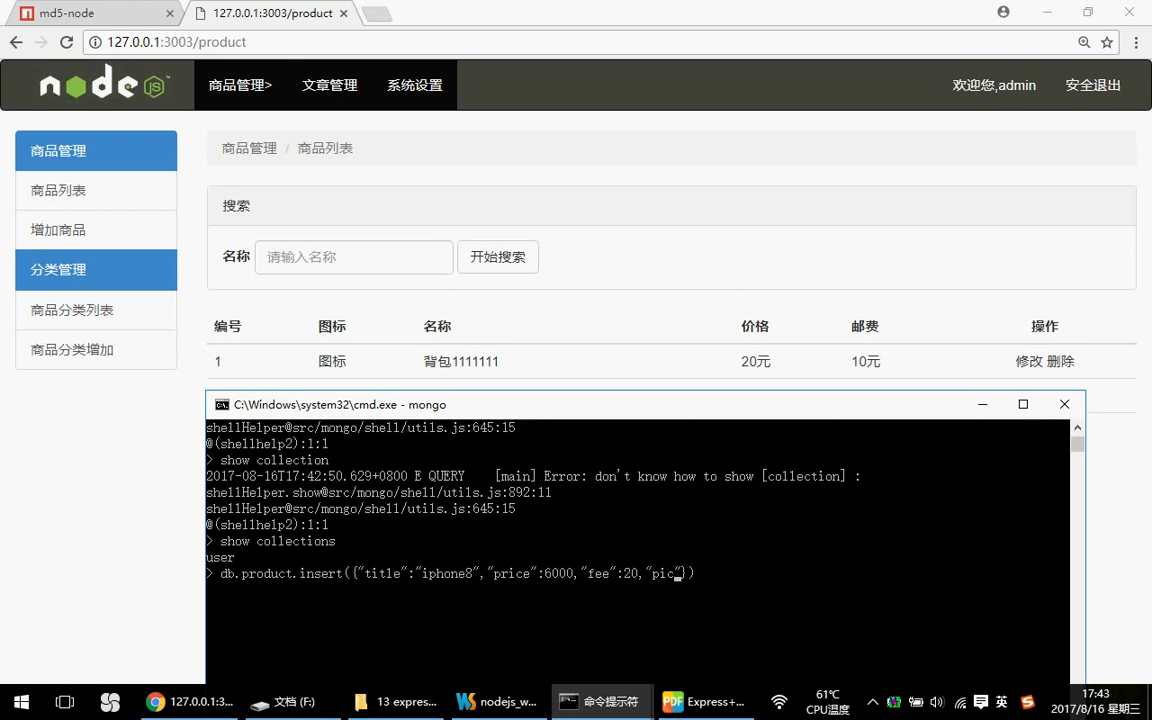 md5-node
127.0.0.1:3003/product
127.0.0.1:3003/product
node JS
商品管理>
文章管理
系统设置
欢迎您,admin
安全退出
商品管理
商品列表
增加商品
分类管理
商品分类列表
商品分类增加
商品管理 / 商品列表
搜索
名称 请输入名称 开始搜索
编号 图标 名称 价格 邮费 操作
1 图标 背包1111111 20元 10元 修改 删除
C:\Windows\system32\cmd.exe - mongo
shellHelper@src/mongo/shell/utils.js:645:15
@(shellhelp2):1:1
> show collection
2017-08-16T17:42:50.629+0800 E QUERY    [main] Error: don't know how to show [collection] :
shellHelper.show@src/mongo/shell/utils.js:892:11
shellHelper@src/mongo/shell/utils.js:645:15
@(shellhelp2):1:1
> show collections
user
> db.product.insert({"title":"iphone8","price":6000,"fee":20,"pic"})
127.0.0.1:3...
文档 (F:)
13 expres...
nodejs_w...
命令提示符
Express+...
61℃
CPU温度
英
17:43
2017/8/16 星期三